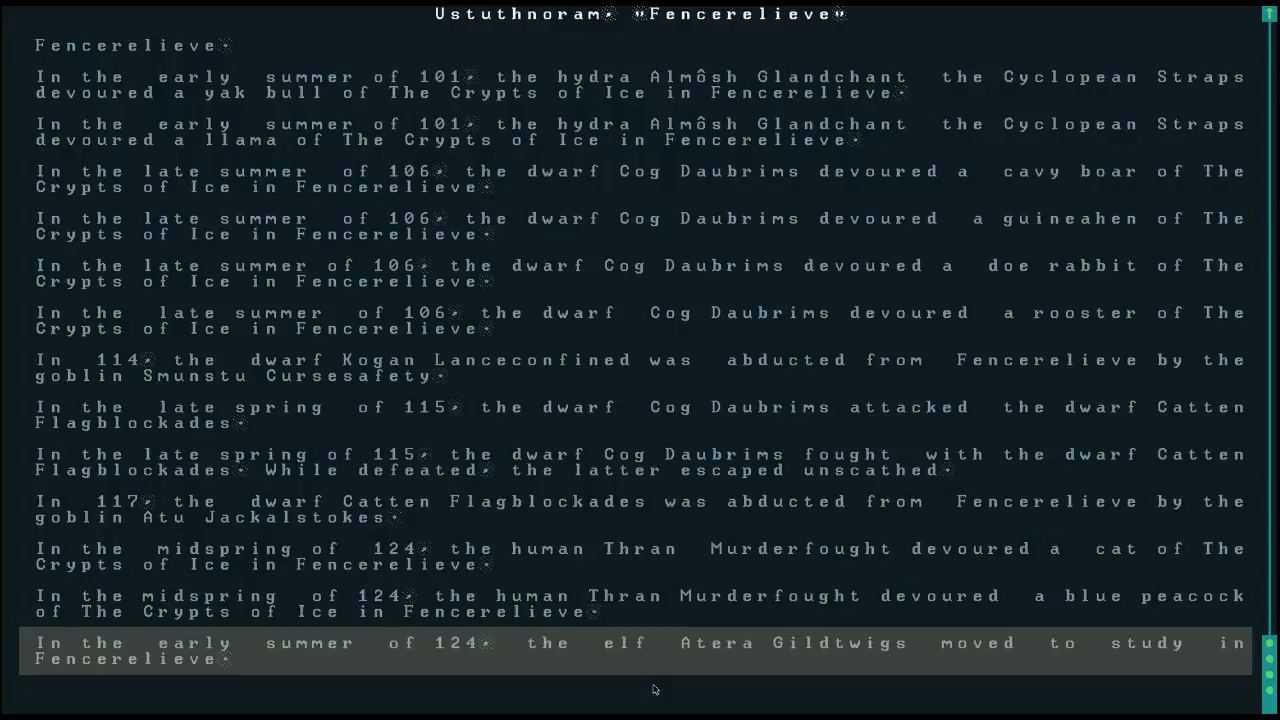 Ustuthnoram, "Fencerelieve"
Fencerelieve.
In the early summer of 101, the hydra Almôsh Glandchant the Cyclopean Straps
devoured a yak bull of The Crypts of Ice in Fencerelieve.
In the early summer of 101, the hydra Almôsh Glandchant the Cyclopean Straps
devoured a llama of The Crypts of Ice in Fencerelieve.
In the late summer of 106, the dwarf Cog Daubrims devoured a cavy boar of The
Crypts of Ice in Fencerelieve.
In the late summer of 106, the dwarf Cog Daubrims devoured a guineahen of The
Crypts of Ice in Fencerelieve.
In the late summer of 106, the dwarf Cog Daubrims devoured a doe rabbit of The
Crypts of Ice in Fencerelieve.
In the late summer of 106, the dwarf Cog Daubrims devoured a rooster of The
Crypts of Ice in Fencerelieve.
In 114, the dwarf Kogan Lanceconfined was abducted from Fencerelieve by the
goblin Smunstu Cursesafety.
In the late spring of 115, the dwarf Cog Daubrims attacked the dwarf Catten
Flagblockades.
In the late spring of 115, the dwarf Cog Daubrims fought with the dwarf Catten
Flagblockades. While defeated, the latter escaped unscathed.
In 117, the dwarf Catten Flagblockades was abducted from Fencerelieve by the
goblin Atu Jackalstokes.
In the midspring of 124, the human Thran Murderfought devoured a cat of The
Crypts of Ice in Fencerelieve.
In the midspring of 124, the human Thran Murderfought devoured a blue peacock
of The Crypts of Ice in Fencerelieve.
In the early summer of 124, the elf Atera Gildtwigs moved to study in
Fencerelieve.